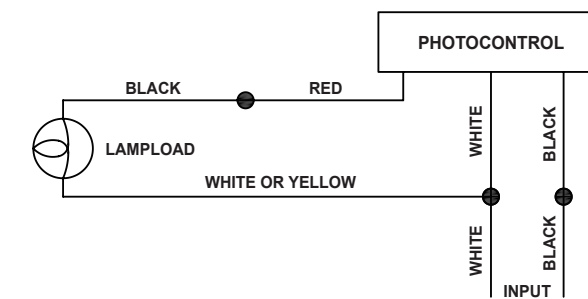 PHOTOCONTROL
BLACK
RED
WHITE
BLACK
LAMPLOAD
WHITE OR YELLOW
WHITE
BLACK
INPUT